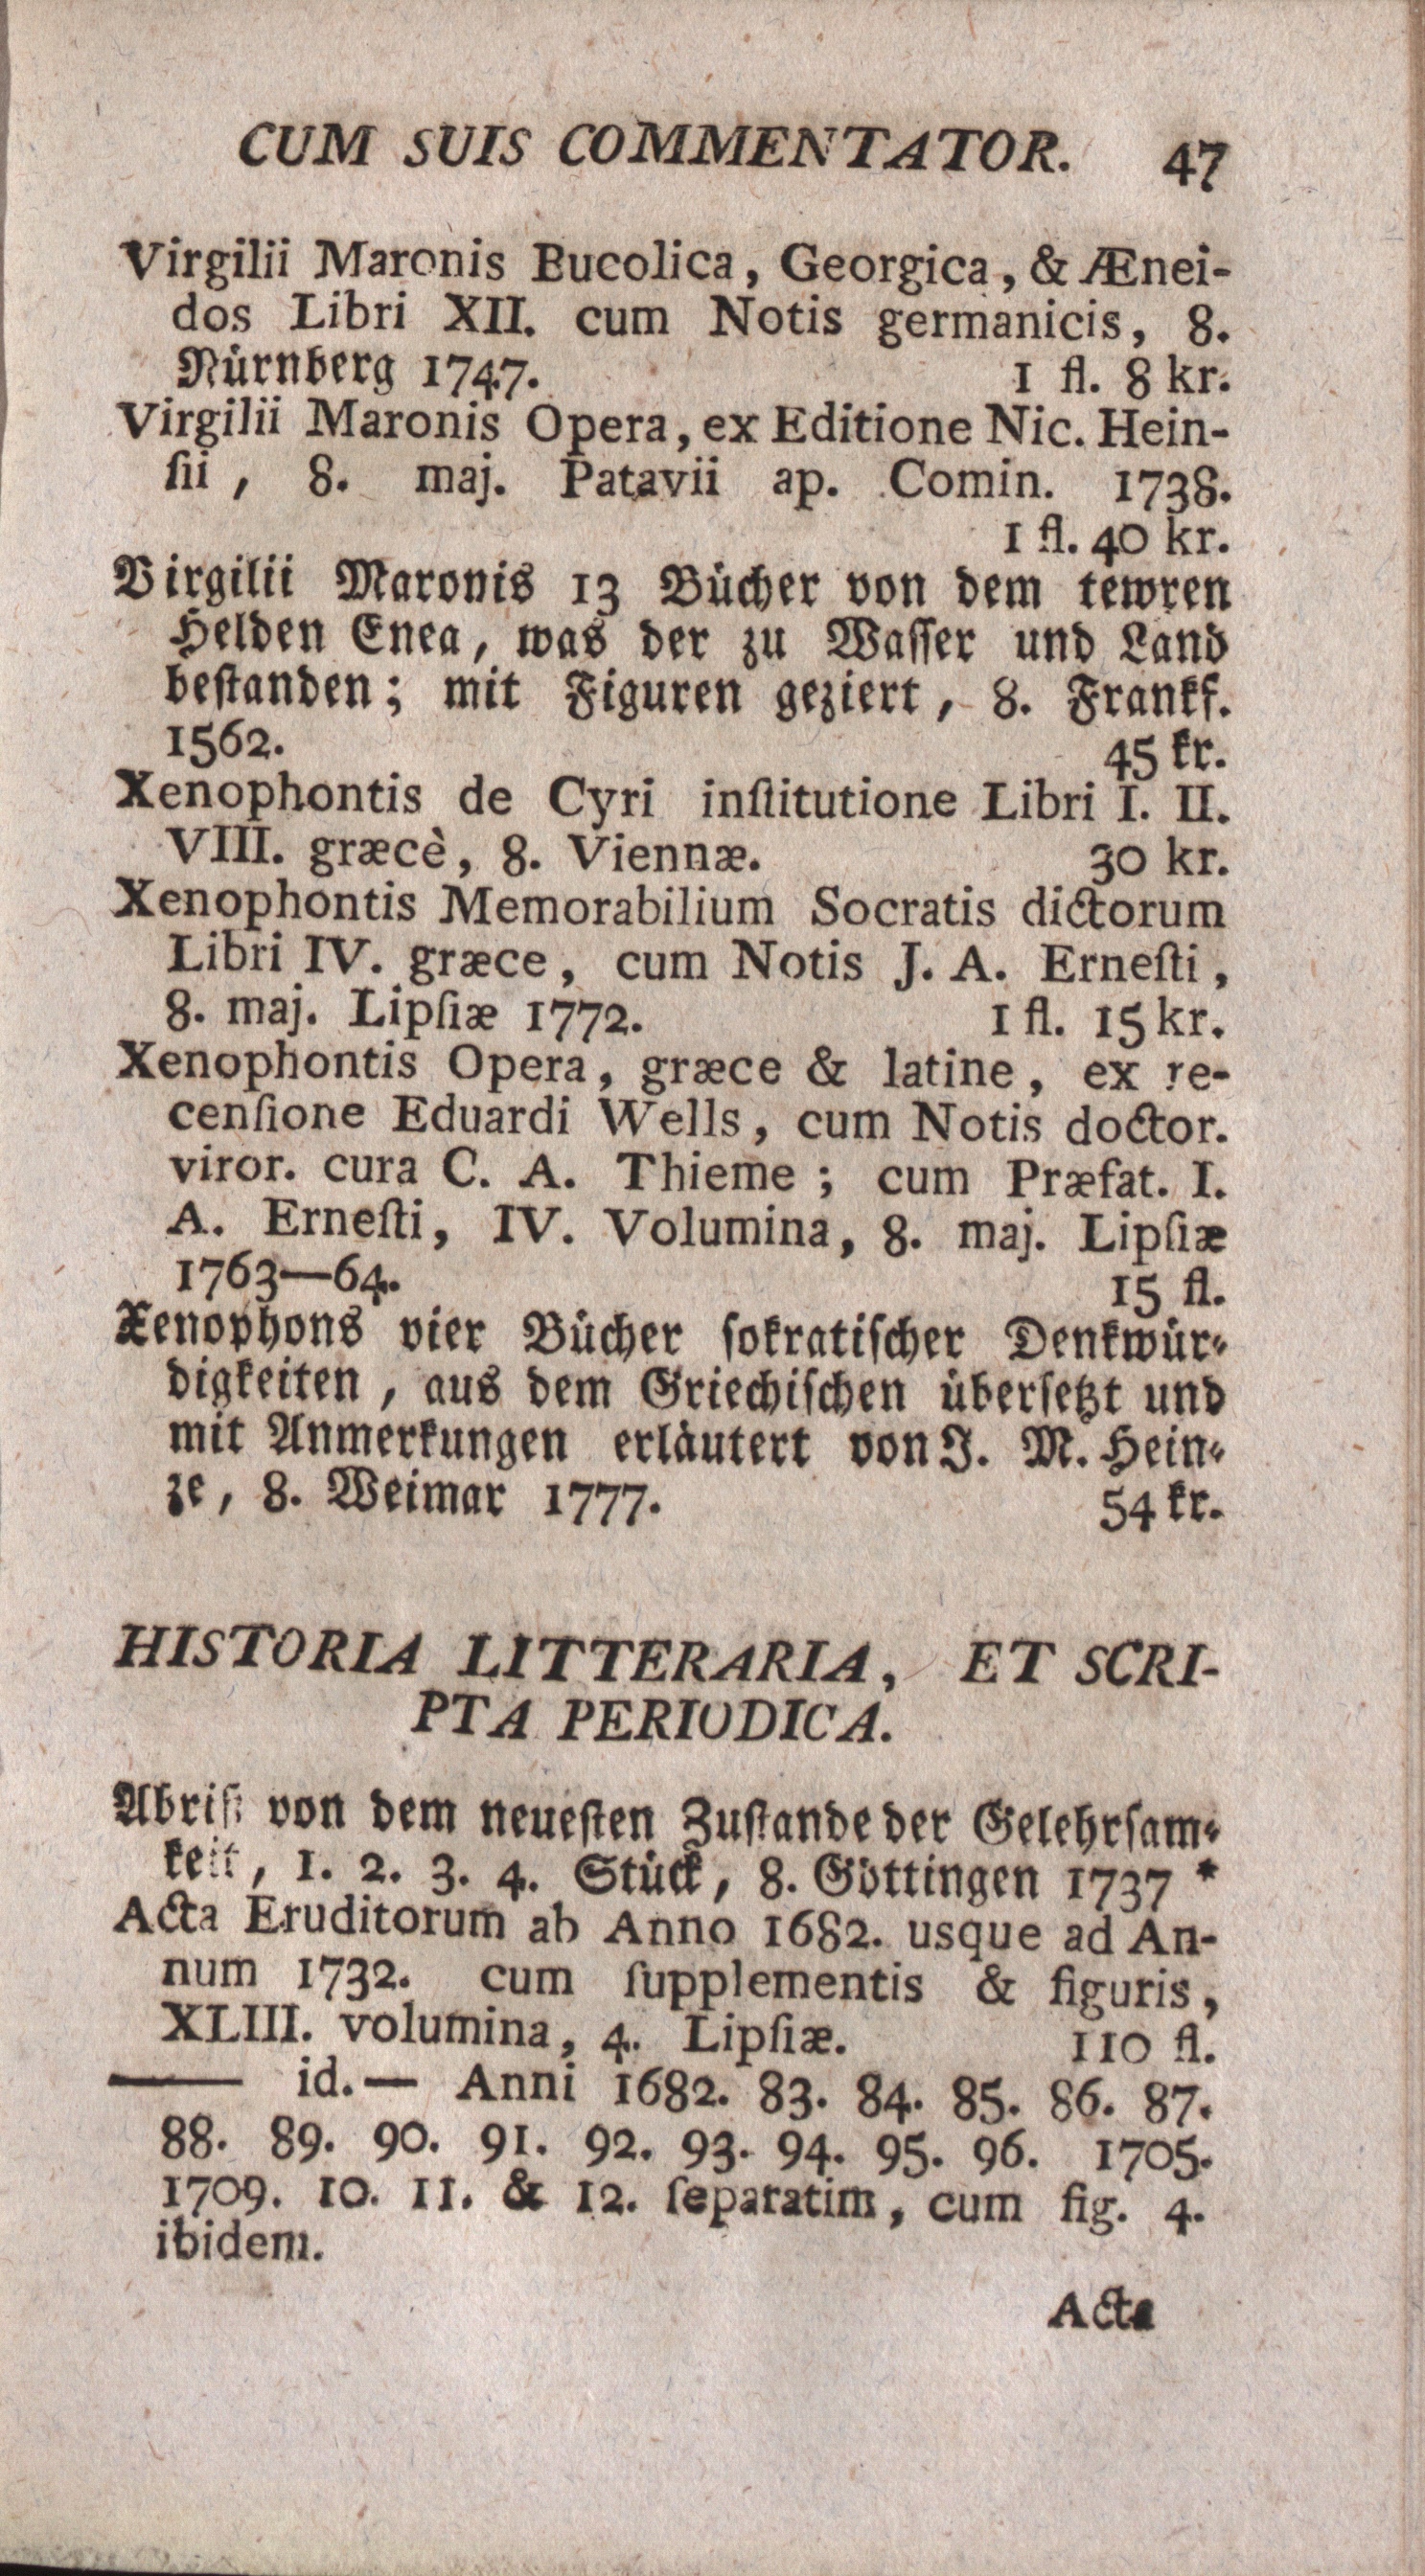 CUM SUIS COMMENTATOR. 47
Virgilii Maronis Bucolica, Georgica, & Ænei-
dos Libri XII. cum Notis germanicis, 8.
Nürnberg 1747. 1 fl. 8 kr.
Virgilii Maronis Opera, ex Editione Nic. Hein-
ſii, 8. maj. Patavii ap. Comin. 1738.
1 fl. 40 kr.
Virgilii Maronis 13 Bücher von dem tewren
Helden Enea, was der zu Waſſer und Land
beſtanden; mit Figuren geziert, 8. Frankf.
1562. 45 kr.
Xenophontis de Cyri inſtitutione Libri I. II.
VIII. græcè, 8. Viennæ. 30 kr.
Xenophontis Memorabilium Socratis dictorum
Libri IV. græce, cum Notis J. A. Erneſti,
8. maj. Lipſiæ 1772. 1 fl. 15 kr.
Xenophontis Opera, græce & latine, ex re-
cenſione Eduardi Wells, cum Notis doctor.
viror. cura C. A. Thieme; cum Præfat. I.
A. Erneſti, IV. Volumina, 8. maj. Lipſiæ
1763—64. 15 fl.
Xenophons vier Bücher ſokratiſcher Denkwür-
digkeiten, aus dem Griechiſchen überſetzt und
mit Anmerkungen erläutert von J. M. Hein-
ze, 8. Weimar 1777. 54 kr.
HISTORIA LITTERARIA, ET SCRI-
PTA PERIODICA.
Abriß von dem neueſten Zuſtande der Gelehrſam-
keit, 1. 2. 3. 4. Stück, 8. Göttingen 1737 *
Acta Eruditorum ab Anno 1682. usque ad An-
num 1732. cum ſupplementis & figuris,
XLIII. volumina, 4. Lipſiæ. 110 fl.
—— id.— Anni 1682. 83. 84. 85. 86. 87.
88. 89. 90. 91. 92. 93. 94. 95. 96. 1705.
1709. 10. 11. & 12. ſeparatim, cum fig. 4.
ibidem.
Acta